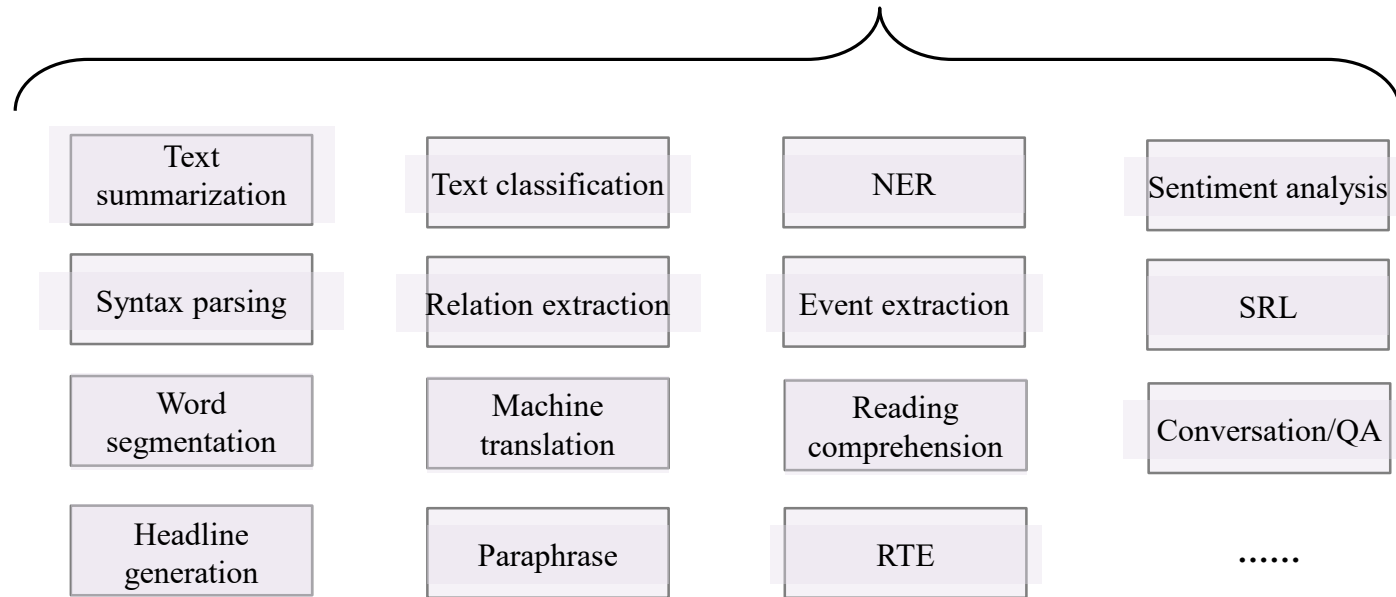 Text
summarization
Text classification
NER
Sentiment analysis
Syntax parsing
Relation extraction
Event extraction
SRL
Word
segmentation
Machine
translation
Reading
comprehension
Conversation/QA
Headline
generation
Paraphrase
RTE
......